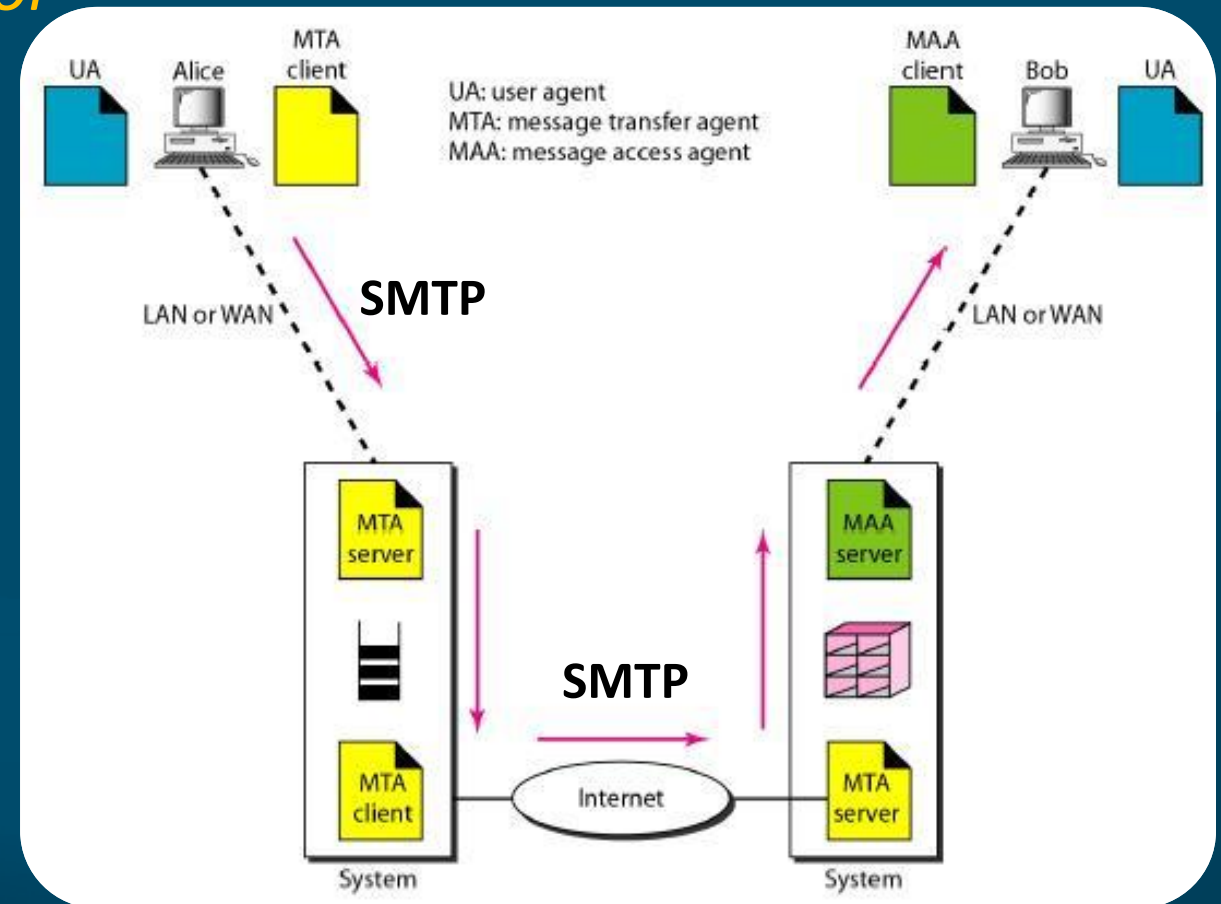 MTA
client
UA
Alice
UA: user agent
MTA: message transfer agent
MAA: message access agent
MAA
client
Bob
UA
SMTP
LAN or WAN
LAN or WAN
MTA
server
MAA
server
SMTP
MTA
client
Internet
MTA
server
System
System